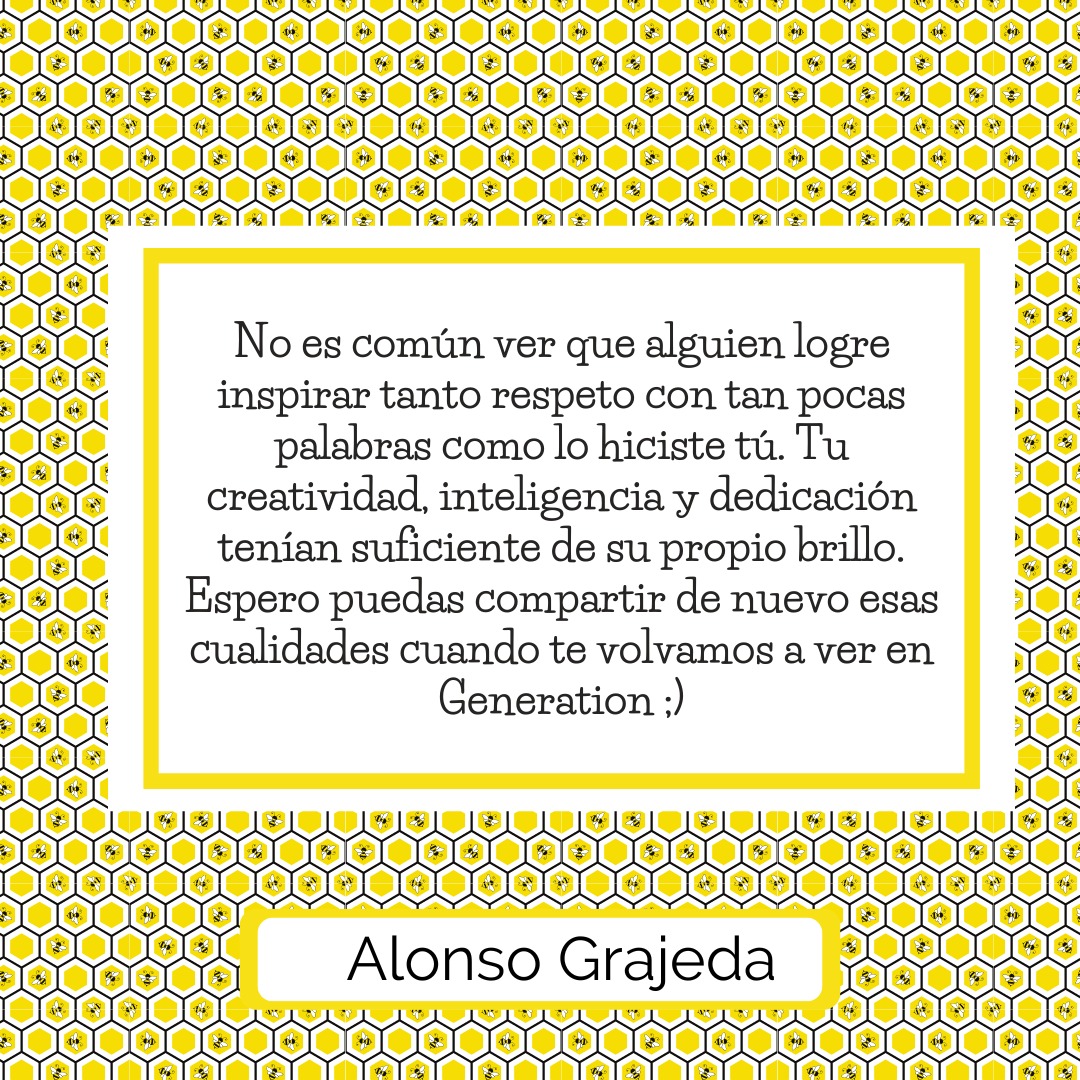 No es común ver que alguien logre
inspirar tanto respeto con tan pocas
palabras como lo hiciste tú. Tu
creatividad, inteligencia y dedicación
tenían suficiente de su propio brillo.
Espero puedas compartir de nuevo esas
cualidades cuando te volvamos a ver en
Generation ;)
Alonso Grajeda